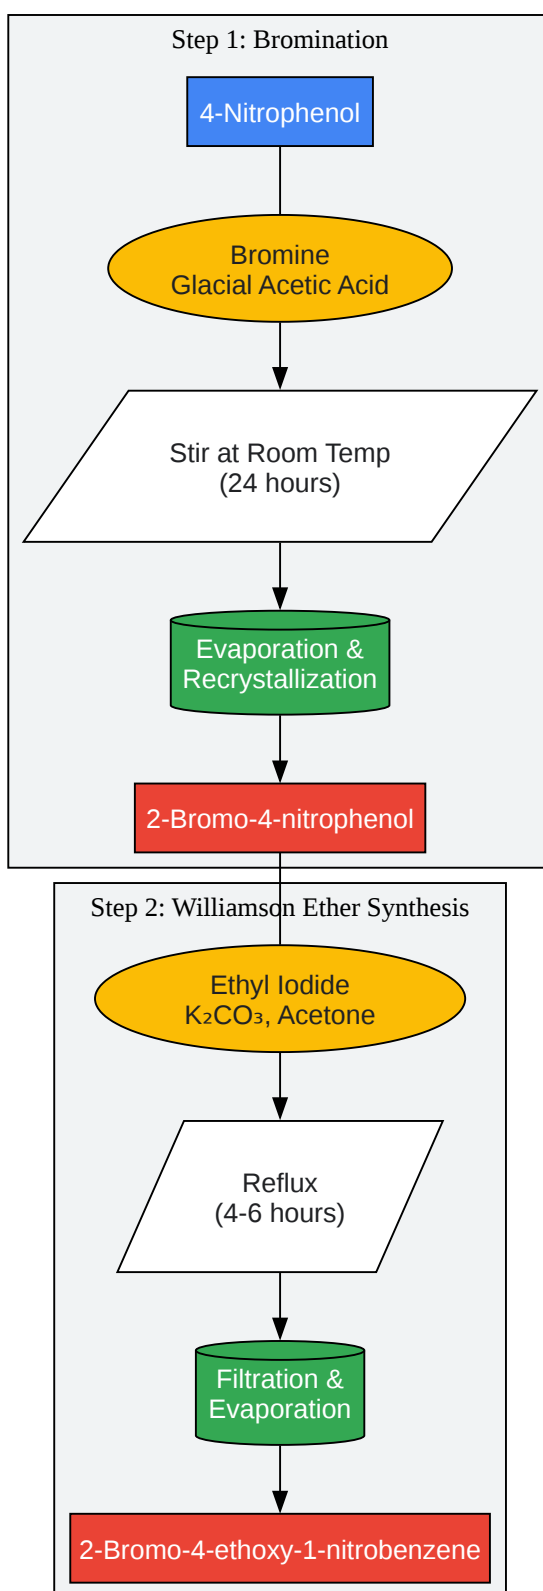 Step 1: Bromination
4-Nitrophenol
Bromine
Glacial Acetic Acid
Stir at Room Temp
(24 hours)
Evaporation &
Recrystallization
2-Bromo-4-nitrophenol
Step 2: Williamson Ether Synthesis
Ethyl Iodide
K₂CO₃, Acetone
Reflux
(4-6 hours)
Filtration &
Evaporation
2-Bromo-4-ethoxy-1-nitrobenzene